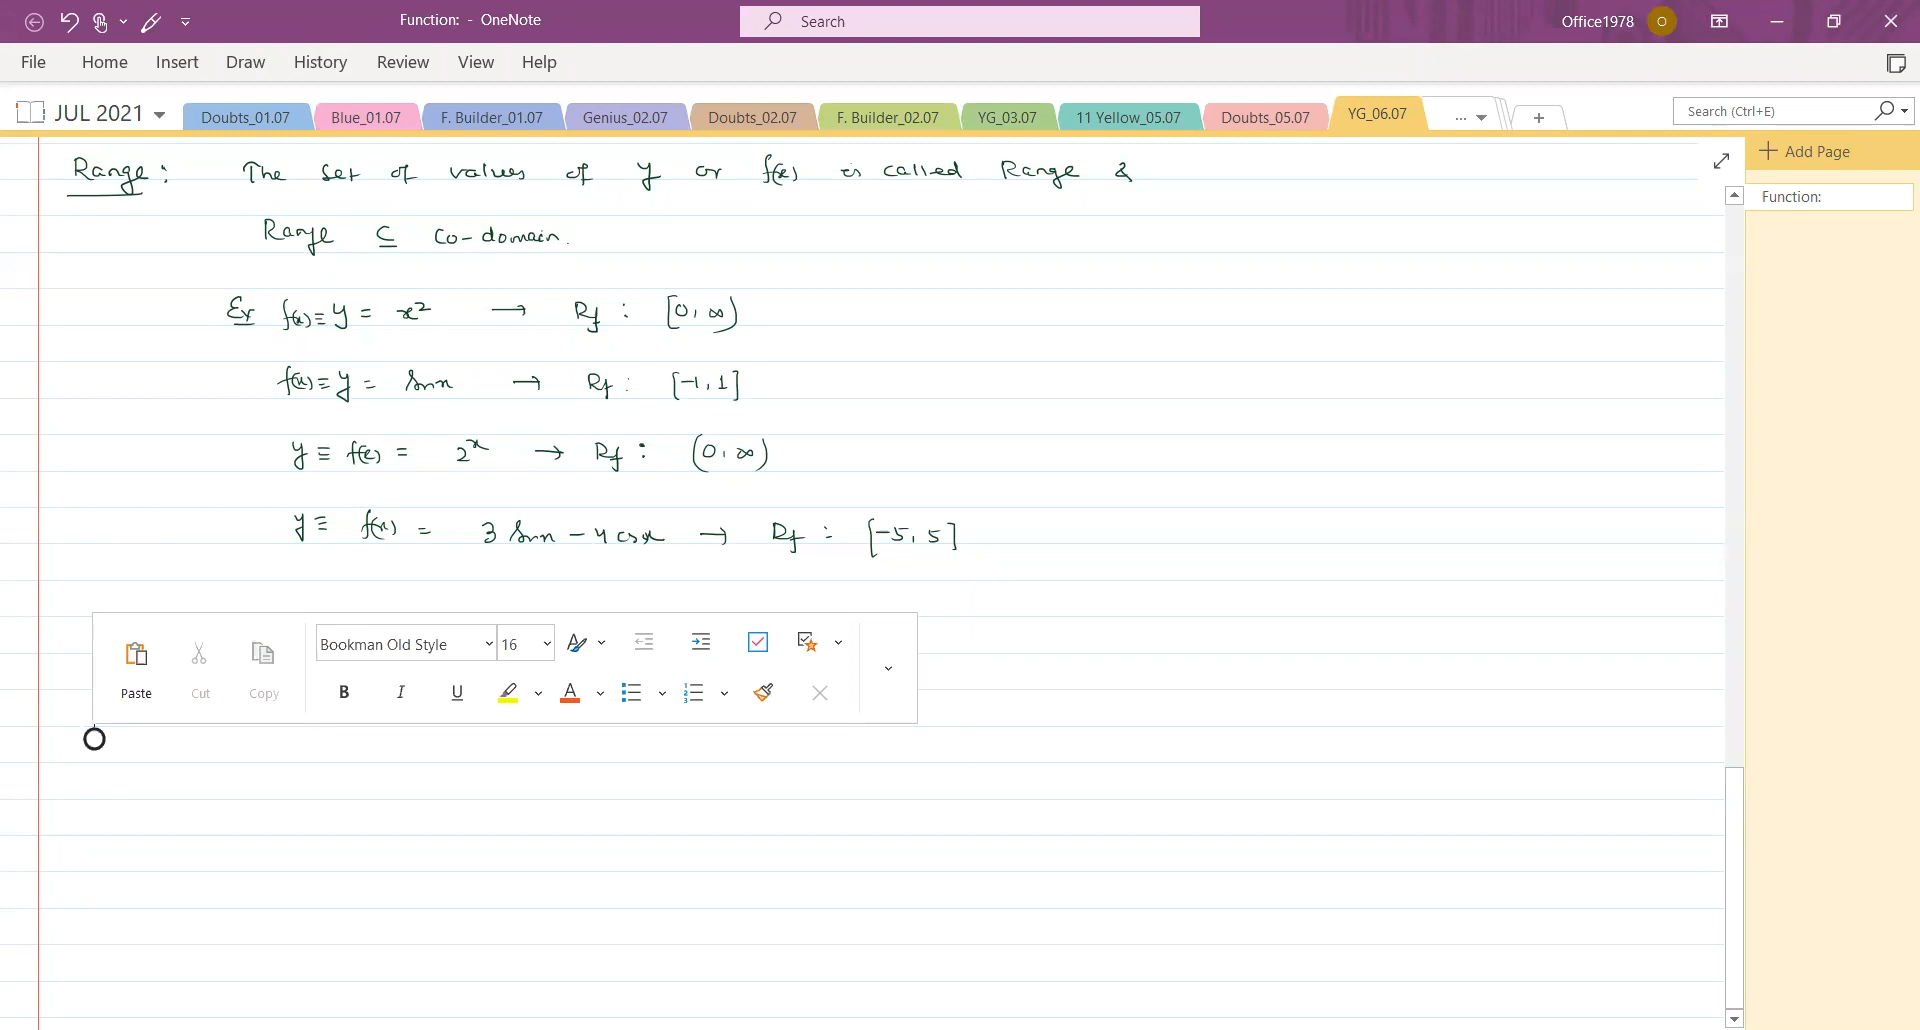 Function: - OneNote
Search
Office1978
O
File Home Insert Draw History Review View Help
JUL 2021
Doubts_01.07 Blue_01.07 F. Builder_01.07 Genius_02.07 Doubts_02.07 F. Builder_02.07 YG_03.07 11 Yellow_05.07 Doubts_05.07 YG_06.07 ... +
Search (Ctrl+E)
Add Page
Function:
Range: The set of values of y or f(x) is called Range &
Range ⊆ Co-domain.
Ex f(x) ≡ y = x² → Rf : [0, ∞)
f(x) ≡ y = Sinx → Rf : [-1, 1]
y ≡ f(x) = 2ˣ → Rf : (0, ∞)
y ≡ f(x) = 3 Sinx - 4 cosx → Rf : [-5, 5]
Bookman Old Style 16
Paste Cut Copy
B I U